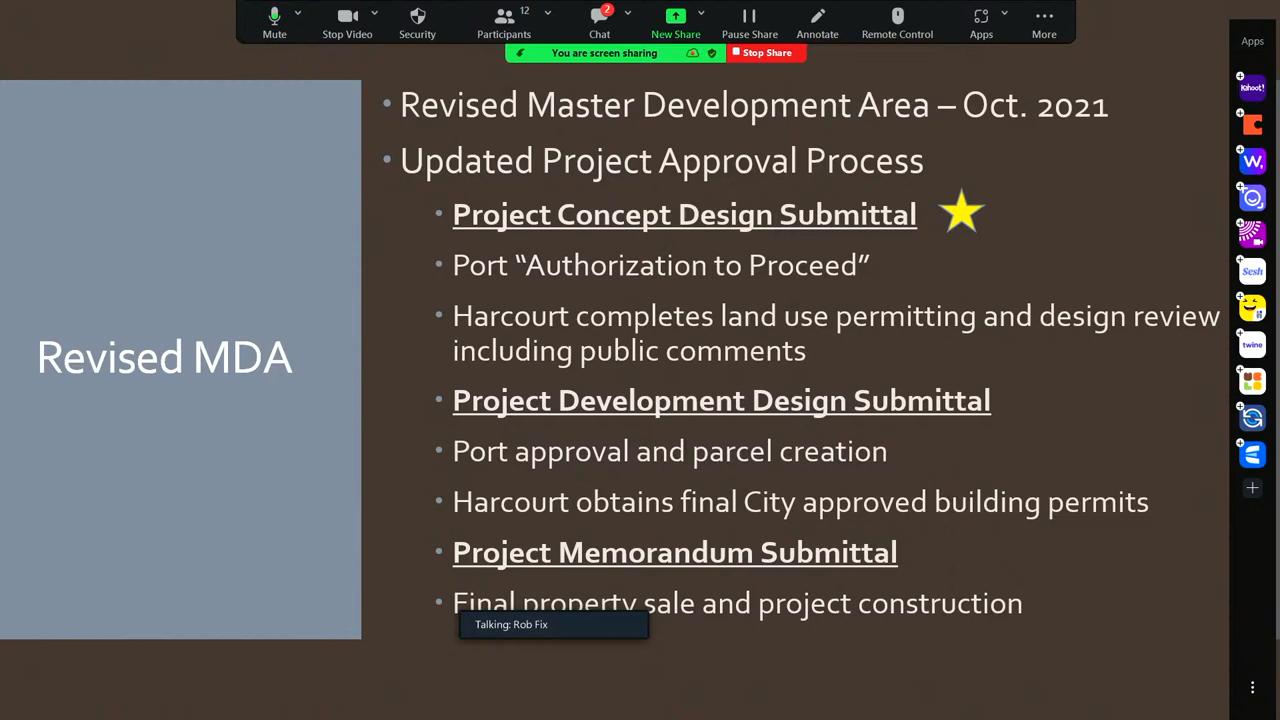 12
2
Mute
Stop Video
Security
Participants
Chat
New Share
Pause Share
Annotate
Remote Control
Apps
More
You are screen sharing
Stop Share
Apps
Kahoot!
W,
Sesh
twine
Revised MDA
• Revised Master Development Area – Oct. 2021
• Updated Project Approval Process
• Project Concept Design Submittal
• Port “Authorization to Proceed”
• Harcourt completes land use permitting and design review
including public comments
• Project Development Design Submittal
• Port approval and parcel creation
• Harcourt obtains final City approved building permits
• Project Memorandum Submittal
• Final property sale and project construction
Talking: Rob Fix